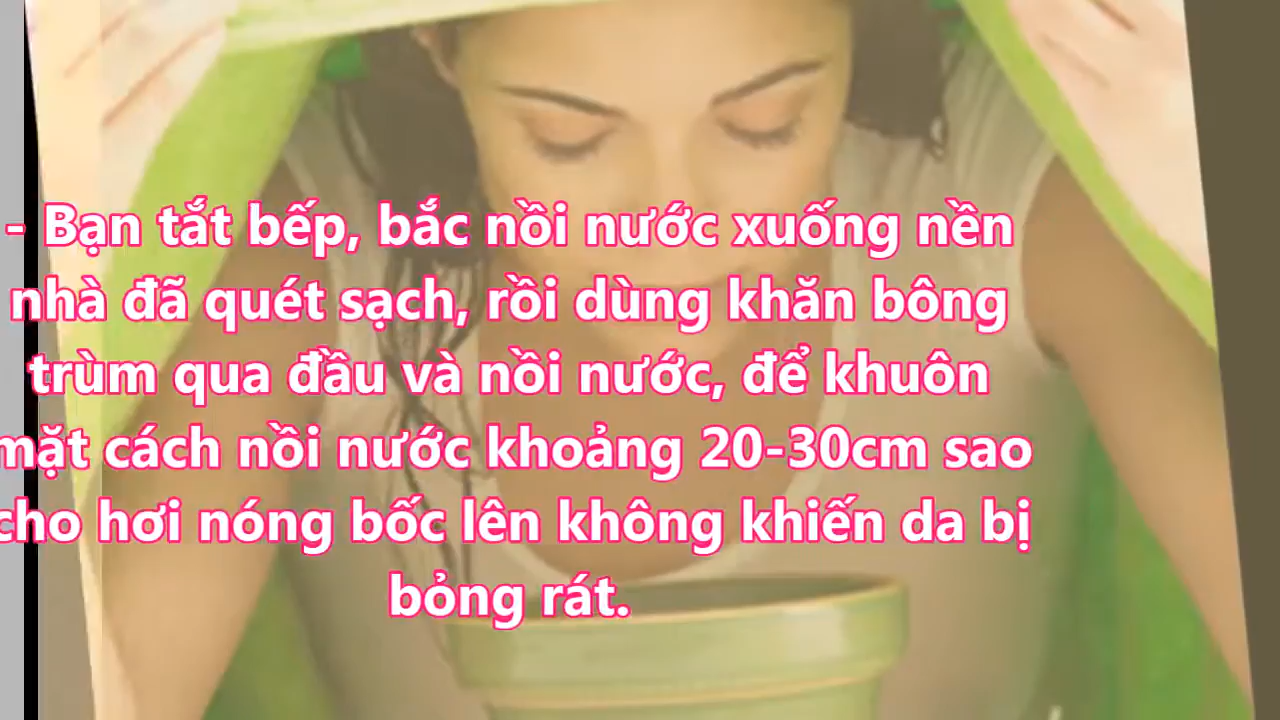 - Bạn tắt bếp, bắc nồi nước xuống nền
nhà đã quét sạch, rồi dùng khăn bông
trùm qua đầu và nồi nước, để khuôn
mặt cách nồi nước khoảng 20-30cm sao
cho hơi nóng bốc lên không khiến da bị
bỏng rát.